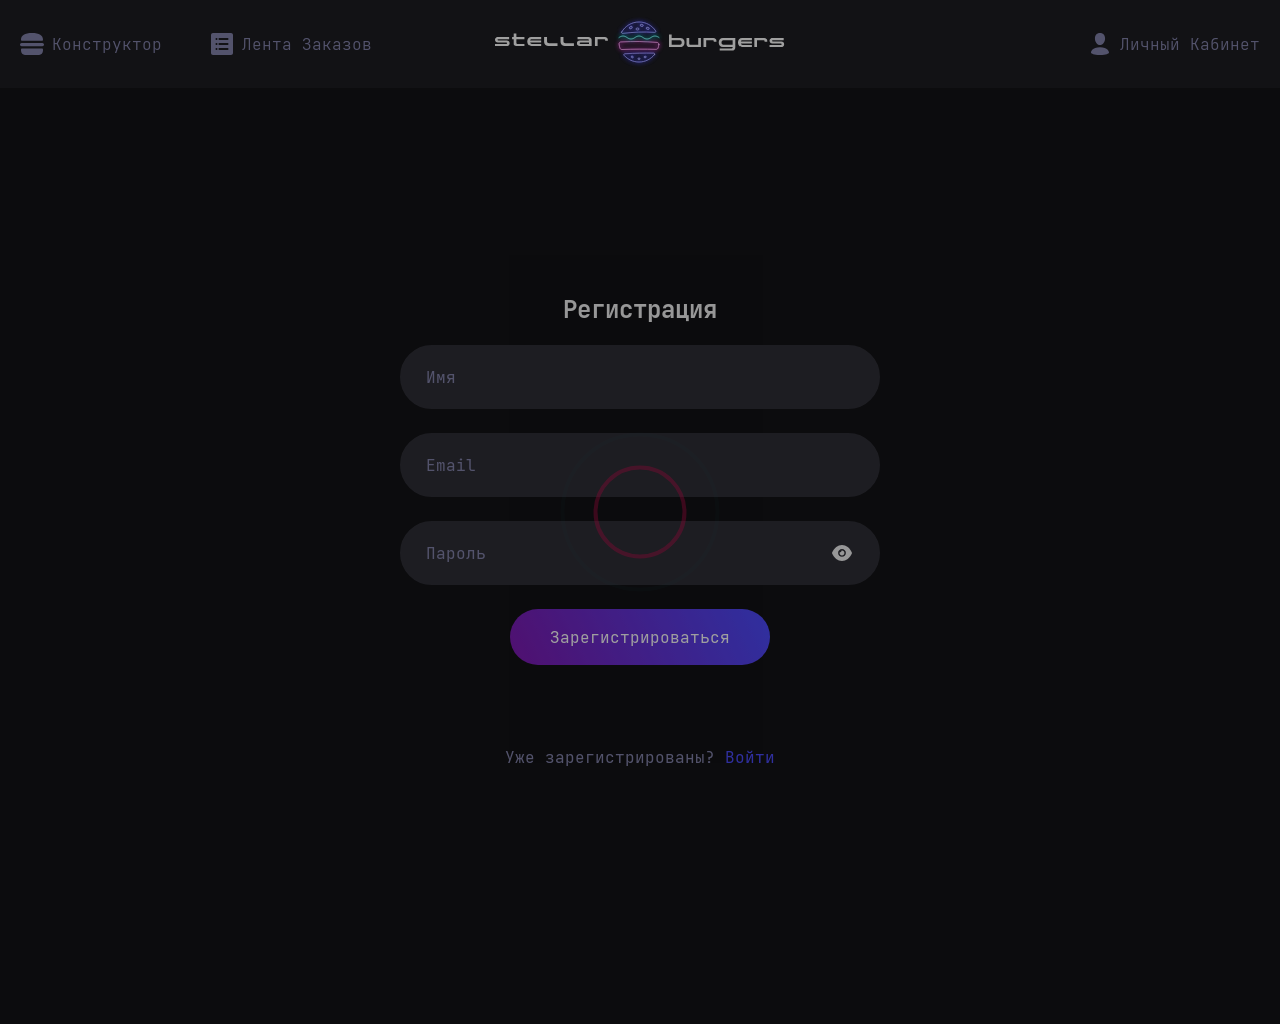 Конструктор
Лента Заказов
stellar burgers
Личный Кабинет
Регистрация
Имя
Email
Пароль
Зарегистрироваться
Уже зарегистрированы? Войти